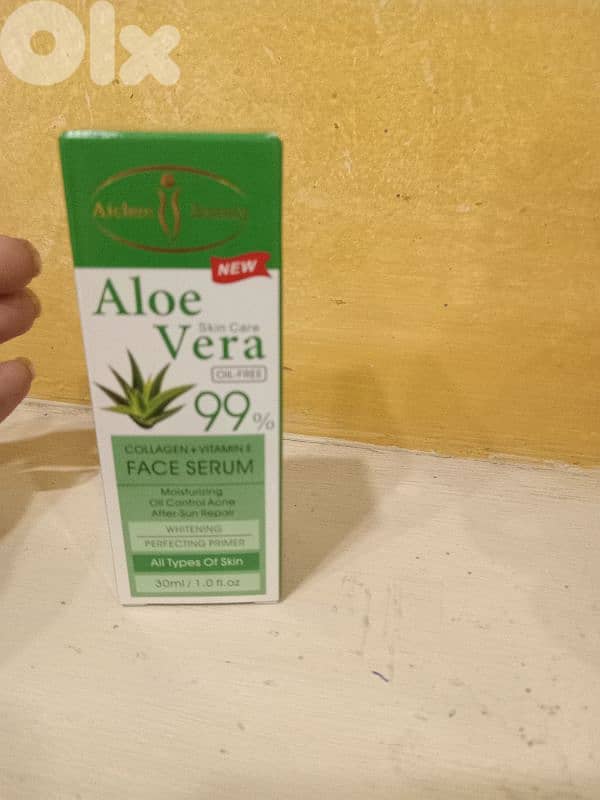 Olx
Aichun Beauty
NEW
Aloe
Skin Care
Vera
OIL-FREE
99%
COLLAGEN + VITAMIN E
FACE SERUM
Moisturizing
Oil Control Acne
After-Sun Repair
WHITENING
PERFECTING PRIMER
All Types Of Skin
30ml / 1.0 fl.oz